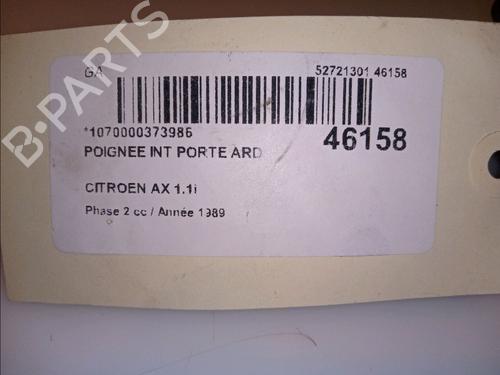 GA 52721301 46158
*1070000373986 46158
POIGNEE INT PORTE ARD
CITROEN AX 1.1i
Phase 2 cc / Année 1989
B-PARTS